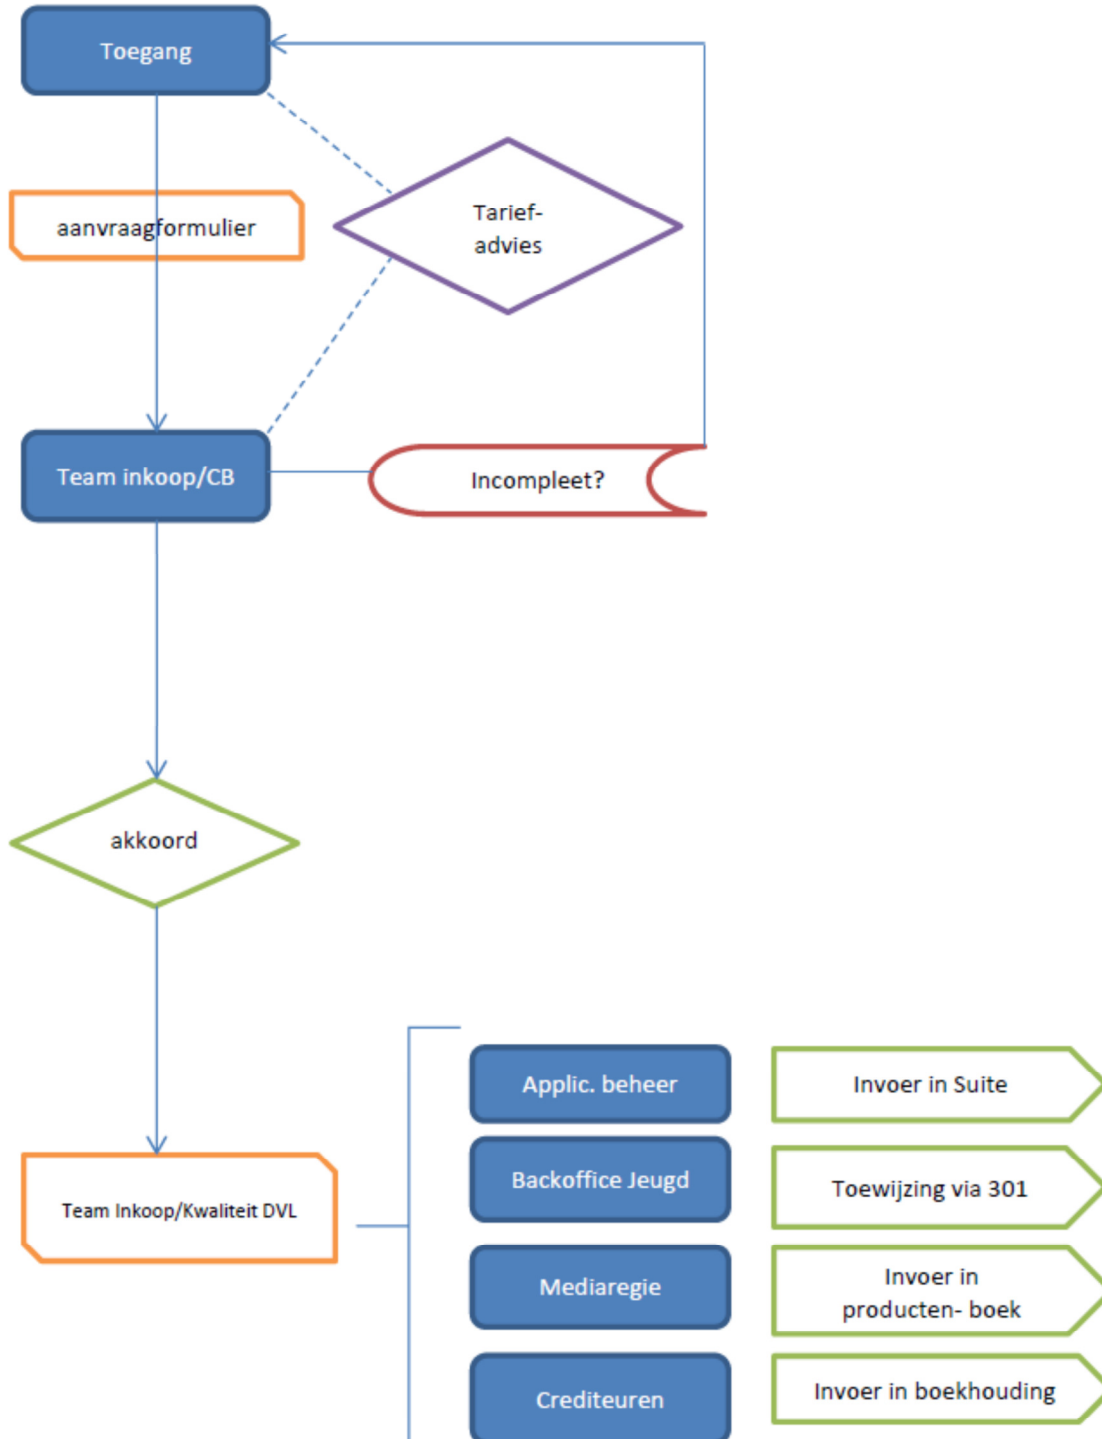 Toegang
aanvraagformulier
Tarief-
advies
Team inkoop/CB
Incompleet?
akkoord
Team Inkoop/Kwaliteit DVL
Applic. beheer
Invoer in Suite
Backoffice Jeugd
Toewijzing via 301
Mediaregie
Invoer in
producten- boek
Crediteuren
Invoer in boekhouding